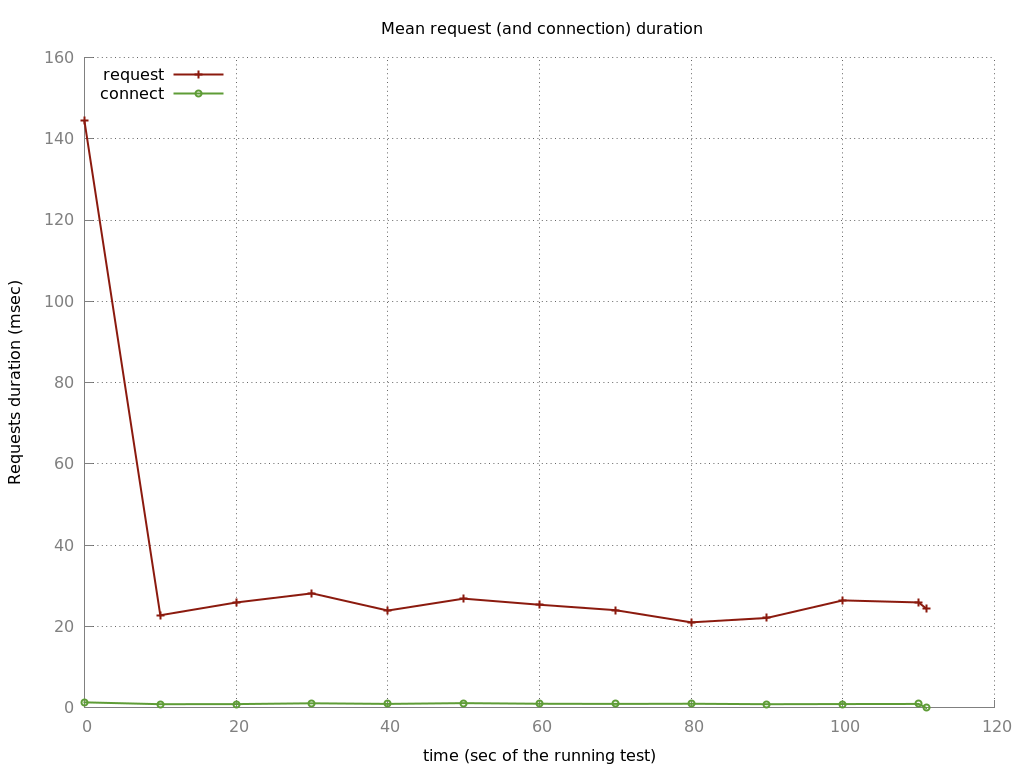 Mean request (and connection) duration
160
request
connect
140
120
100
80
60
40
20
0
Requests duration (msec)
0 20 40 60 80 100 120
time (sec of the running test)